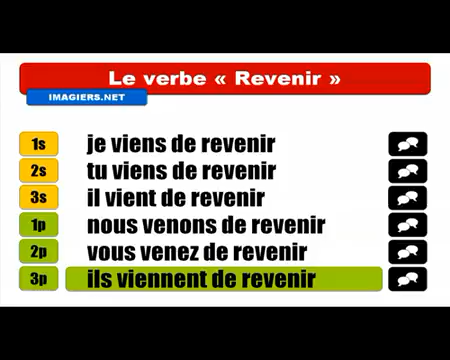 Le verbe « Revenir »
IMAGIERS.NET
1s je viens de revenir
2s tu viens de revenir
3s il vient de revenir
1p nous venons de revenir
2p vous venez de revenir
3p ils viennent de revenir